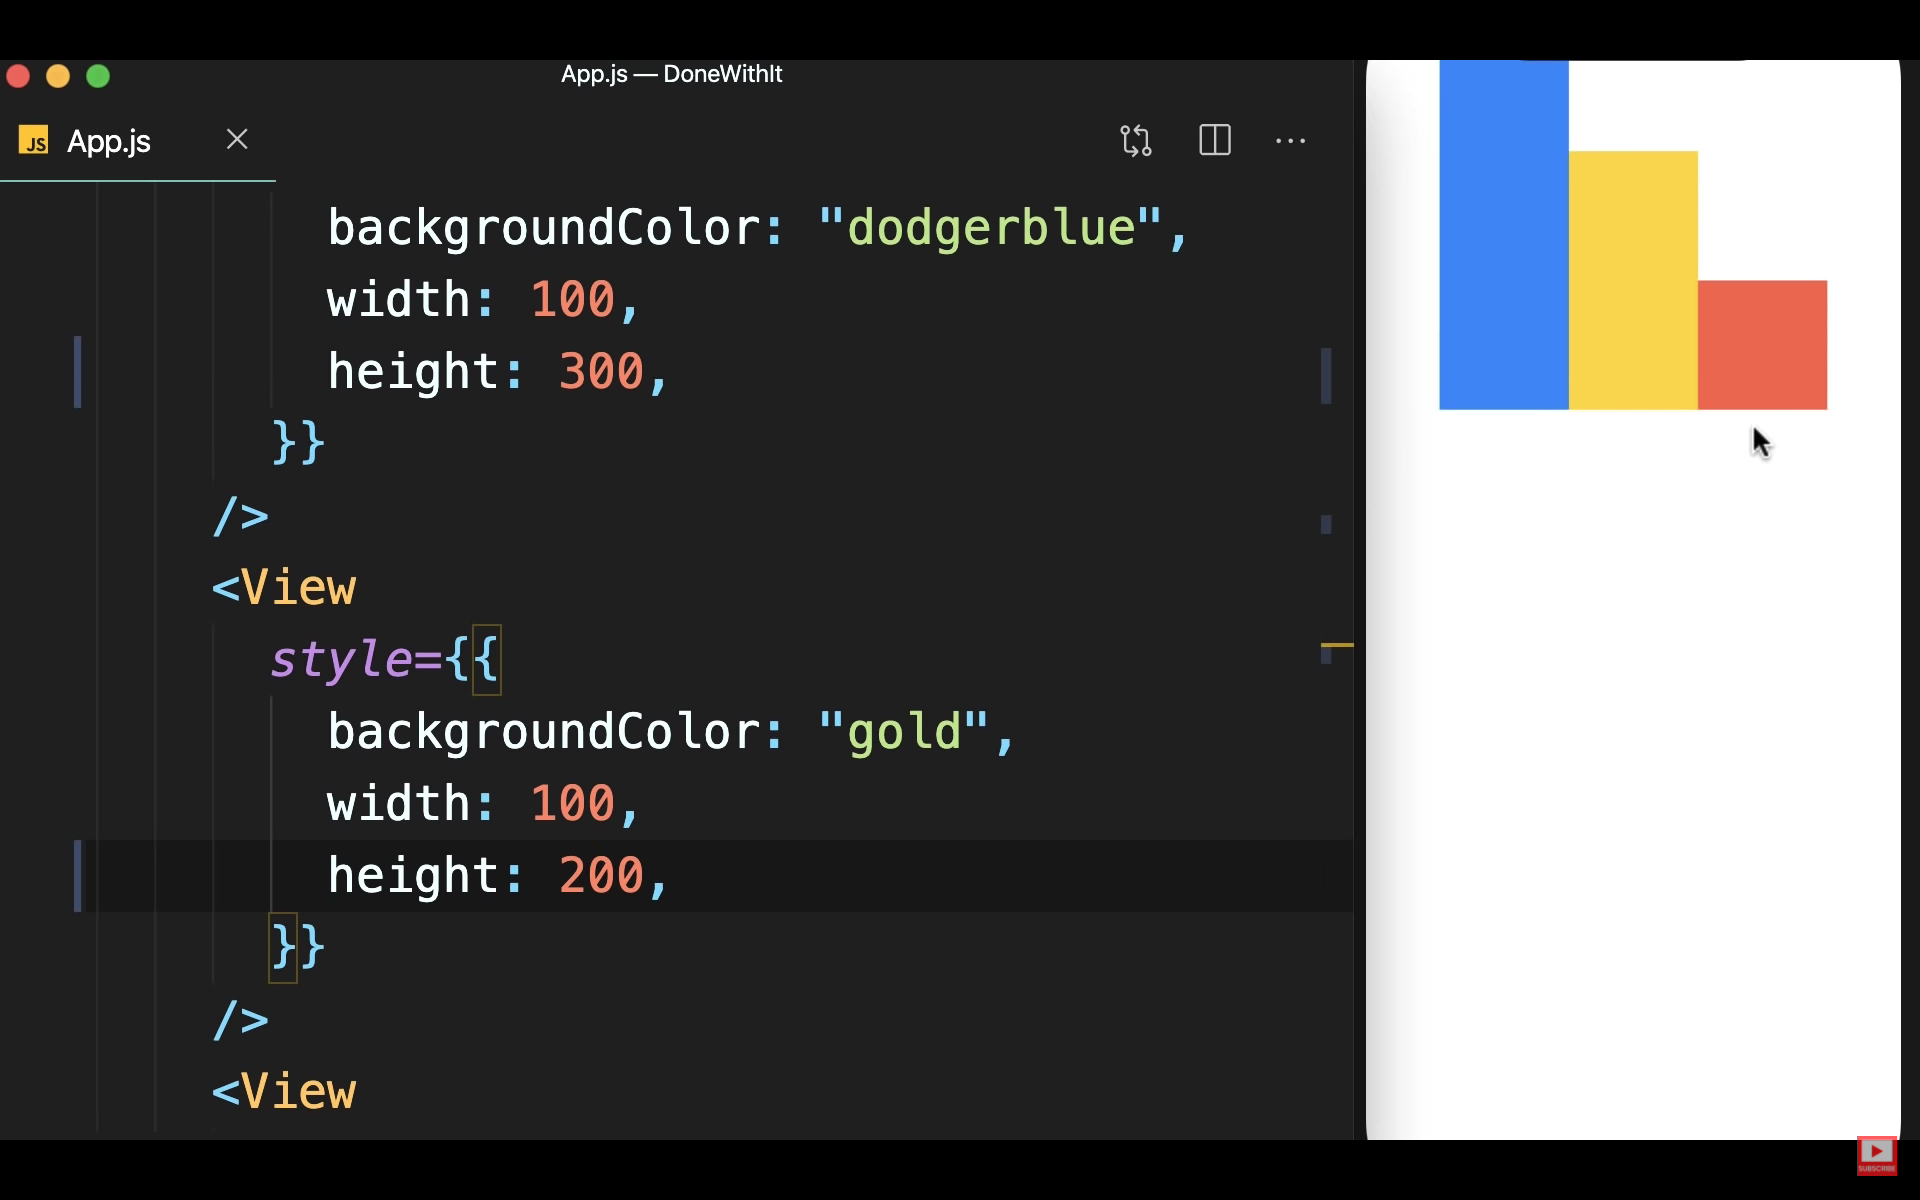 App.js — DoneWithIt
JS App.js
backgroundColor: "dodgerblue",
width: 100,
height: 300,
}}
/>
<View
style={{
backgroundColor: "gold",
width: 100,
height: 200,
}}
/>
<View
SUBSCRIBE